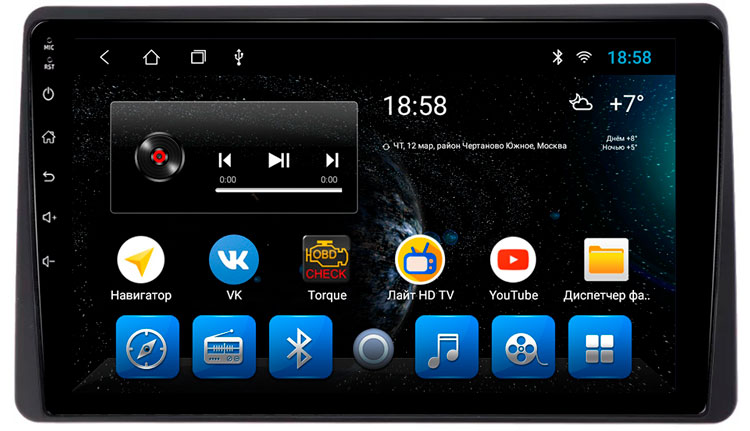 MIC
RST
18:58
18:58
+7°
ЧТ, 12 мар, район Чертаново Южное, Москва
Днём +8°
Ночью +5°
0:00
0:00
OBD
CHECK
Навигатор
VK
Torque
Лайт HD TV
YouTube
Диспетчер фа..